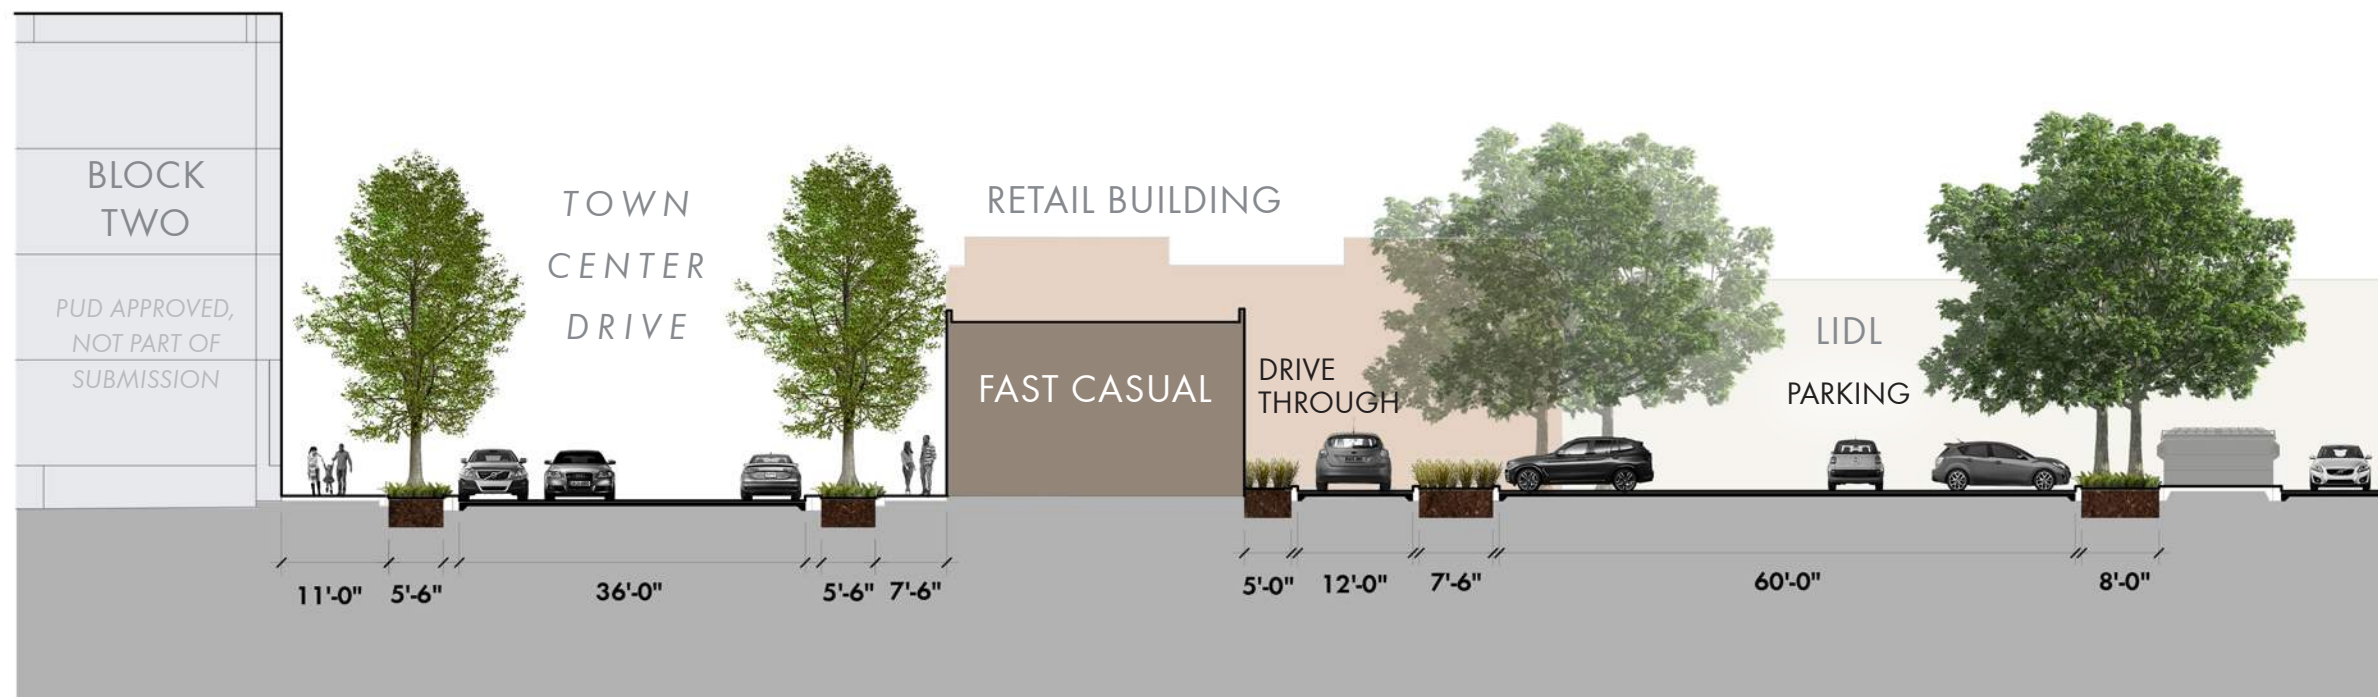 BLOCK
TWO
PUD APPROVED,
NOT PART OF
SUBMISSION
TOWN
CENTER
DRIVE
RETAIL BUILDING
FAST CASUAL
DRIVE
THROUGH
LIDL
PARKING
11'-0" 5'-6" 36'-0" 5'-6" 7'-6" 5'-0" 12'-0" 7'-6" 60'-0" 8'-0"